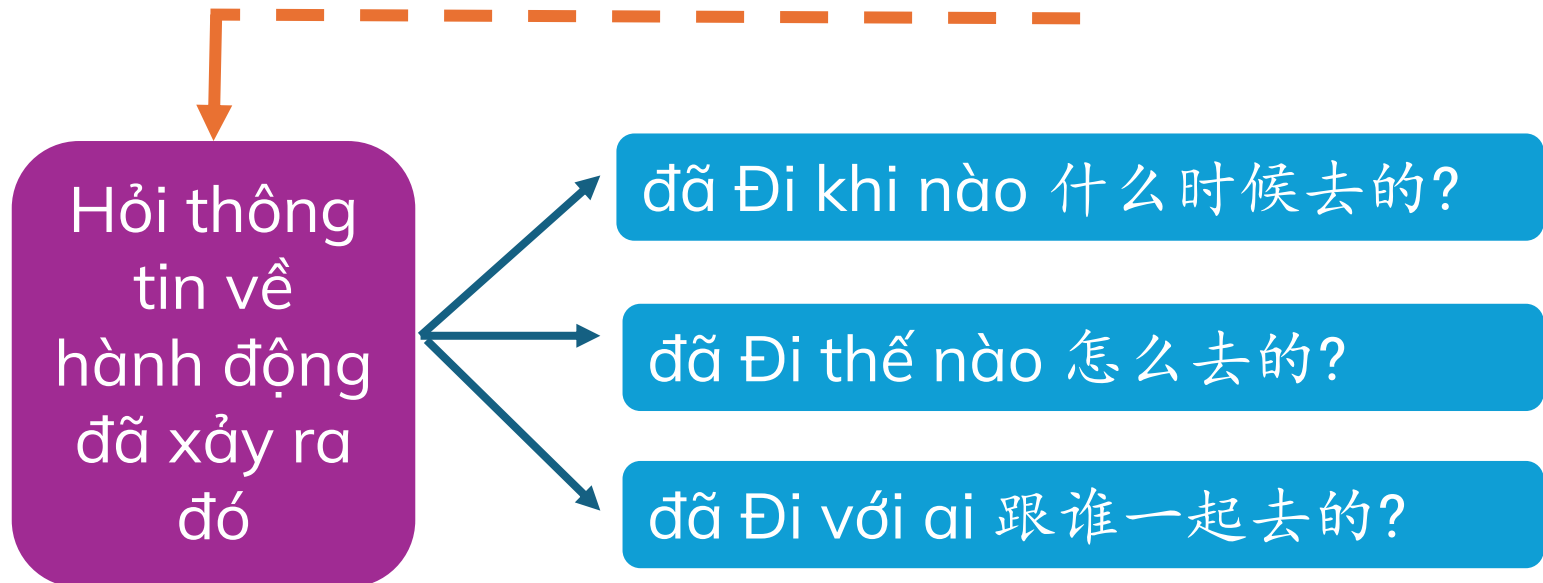 Hỏi thông
tin về
hành động
đã xảy ra
đó
đã Đi khi nào 什么时候去的?
đã Đi thế nào 怎么去的?
đã Đi với ai 跟谁一起去的?